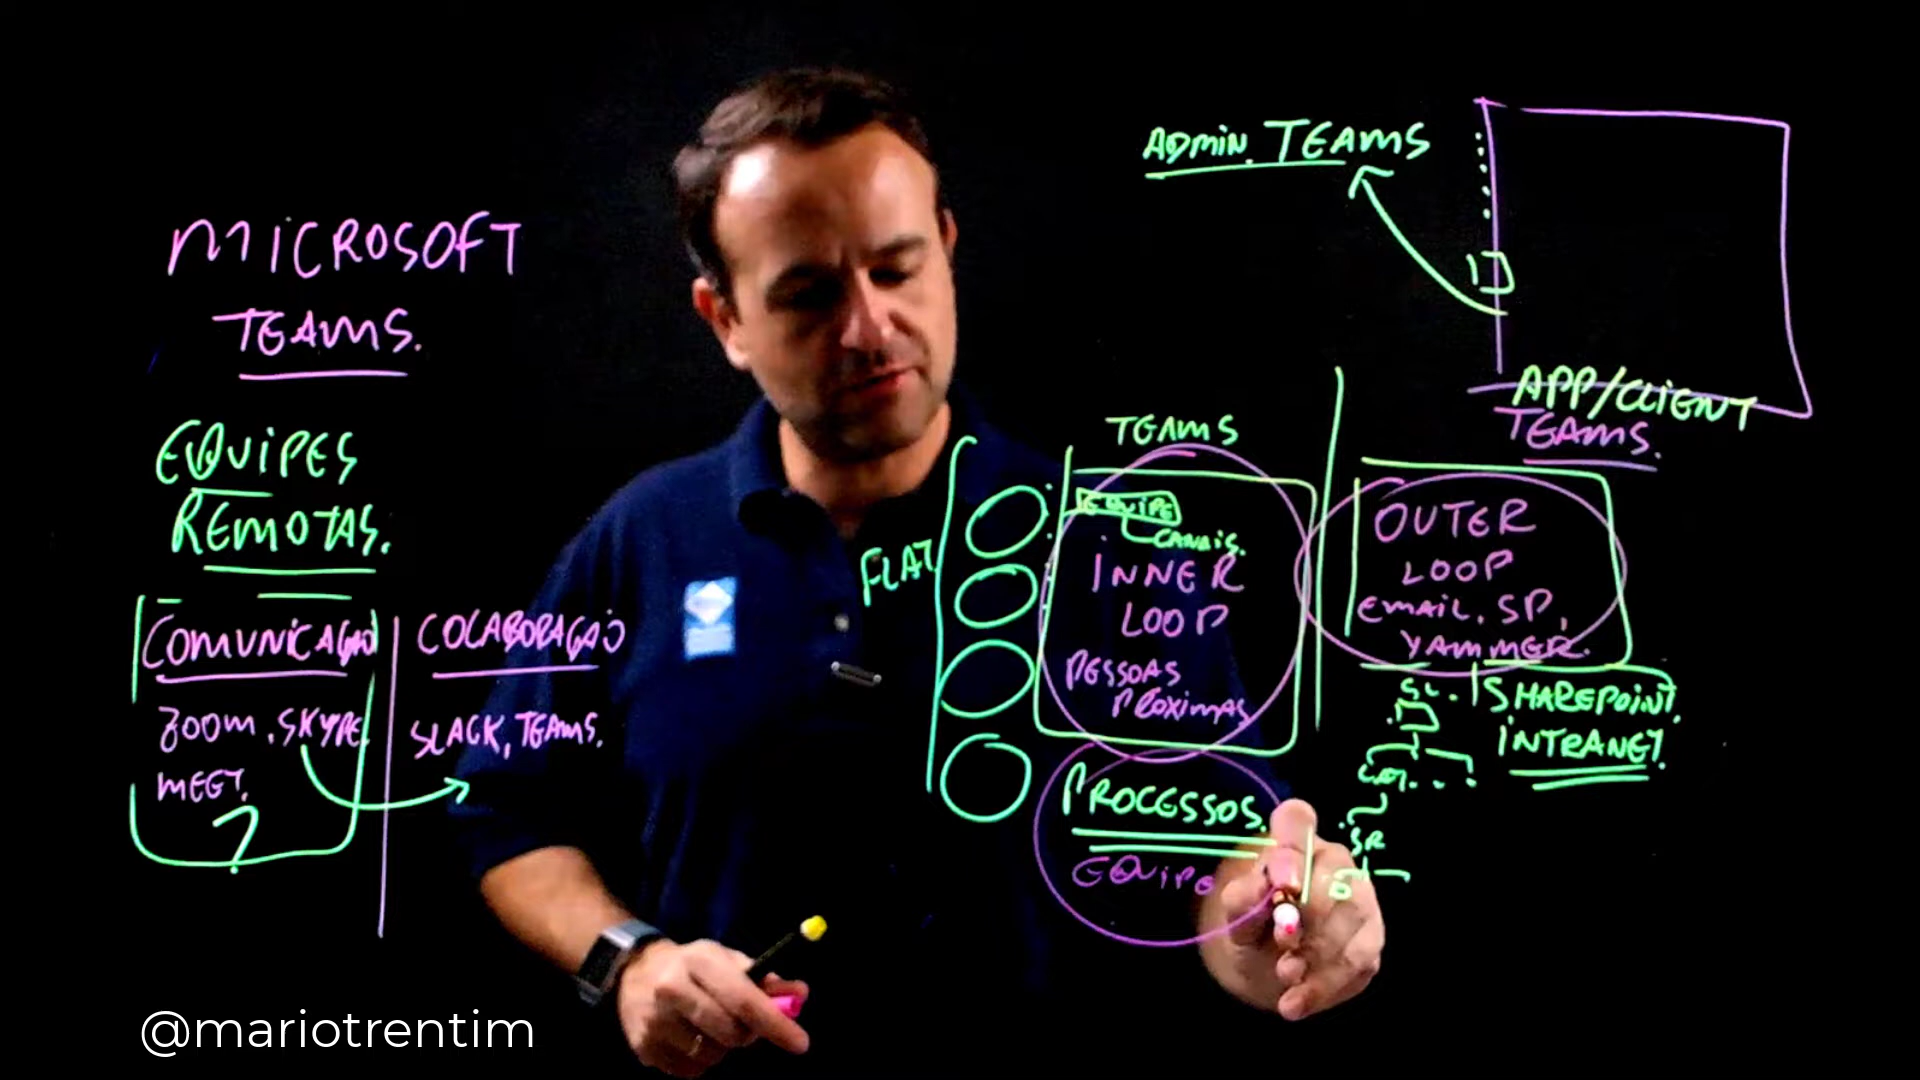 MICROSOFT
TEAMS.
EQUIPES
REMOTAS.
COMUNICAÇÃO
ZOOM, SKYPE,
MEET.
?
COLABORAÇÃO
SLACK, TEAMS.
ADMIN. TEAMS
APP/CLIENT
TEAMS.
FLAT
TEAMS
EQUIPE
CANAIS.
INNER
LOOP
PESSOAS
PRÓXIMAS
PROCESSOS.
EQUIPE
OUTER
LOOP
EMAIL, SP,
YAMMER.
SHAREPOINT.
INTRANET.
@mariotrentim